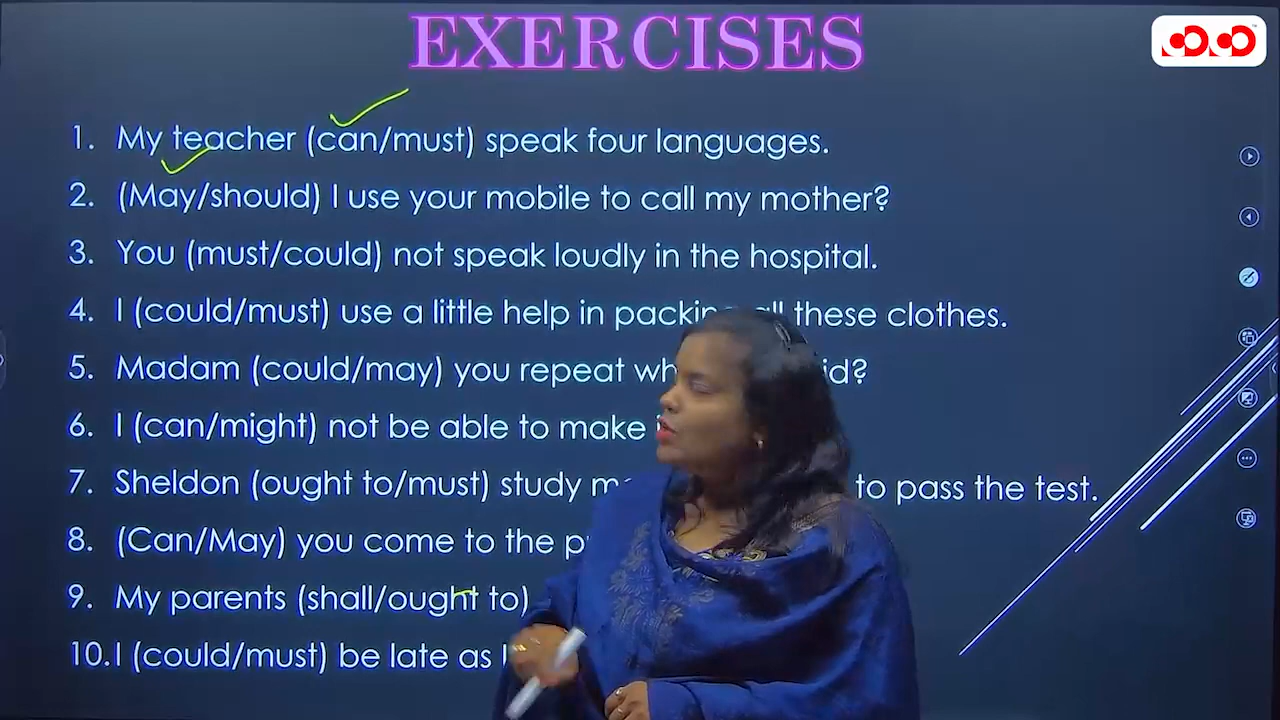 EXERCISES
1. My teacher (can/must) speak four languages.
2. (May/should) I use your mobile to call my mother?
3. You (must/could) not speak loudly in the hospital.
4. I (could/must) use a little help in packing all these clothes.
5. Madam (could/may) you repeat
6. I (can/might) not be able to make
7. Sheldon (ought to/must) study to pass the test.
8. (Can/May) you come to the
9. My parents (shall/ought to)
10. I (could/must) be late as